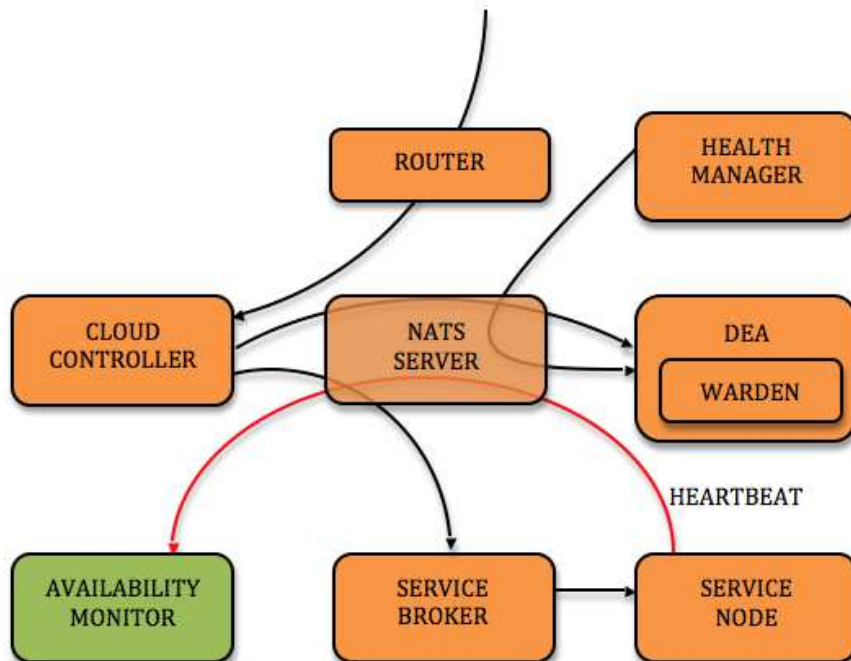 ROUTER
HEALTH
MANAGER
CLOUD
CONTROLLER
NATS
SERVER
DEA
WARDEN
HEARTBEAT
AVAILABILITY
MONITOR
SERVICE
BROKER
SERVICE
NODE